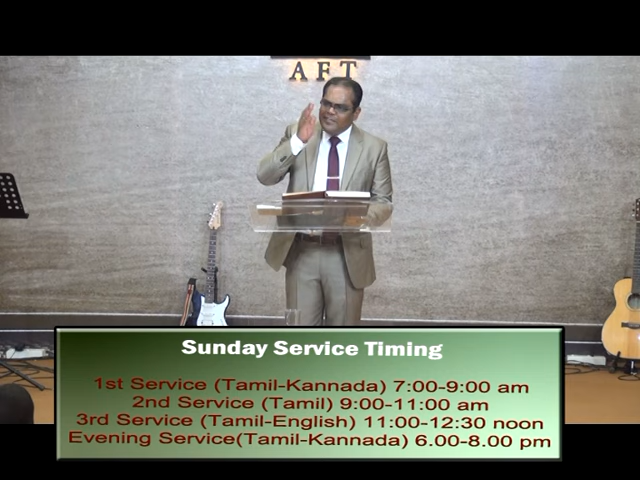 AFT
Sunday Service Timing
1st Service (Tamil-Kannada) 7:00-9:00 am
2nd Service (Tamil) 9:00-11:00 am
3rd Service (Tamil-English) 11:00-12:30 noon
Evening Service(Tamil-Kannada) 6.00-8.00 pm